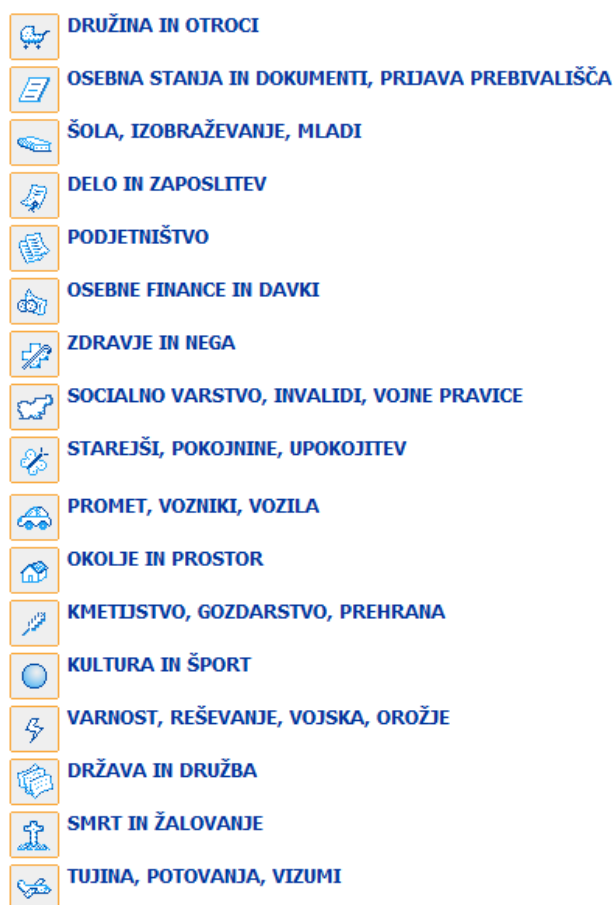 DRUŽINA IN OTROCI
OSEBNA STANJA IN DOKUMENTI, PRIJAVA PREBIVALIŠČA
ŠOLA, IZOBRAŽEVANJE, MLADI
DELO IN ZAPOSLITEV
PODJETNIŠTVO
OSEBNE FINANCE IN DAVKI
ZDRAVJE IN NEGA
SOCIALNO VARSTVO, INVALIDI, VOJNE PRAVICE
STAREJŠI, POKOJNINE, UPOKOJITEV
PROMET, VOZNIKI, VOZILA
OKOLJE IN PROSTOR
KMETIJSTVO, GOZDARSTVO, PREHRANA
KULTURA IN ŠPORT
VARNOST, REŠEVANJE, VOJSKA, OROŽJE
DRŽAVA IN DRUŽBA
SMRT IN ŽALOVANJE
TUJINA, POTOVANJA, VIZUMI